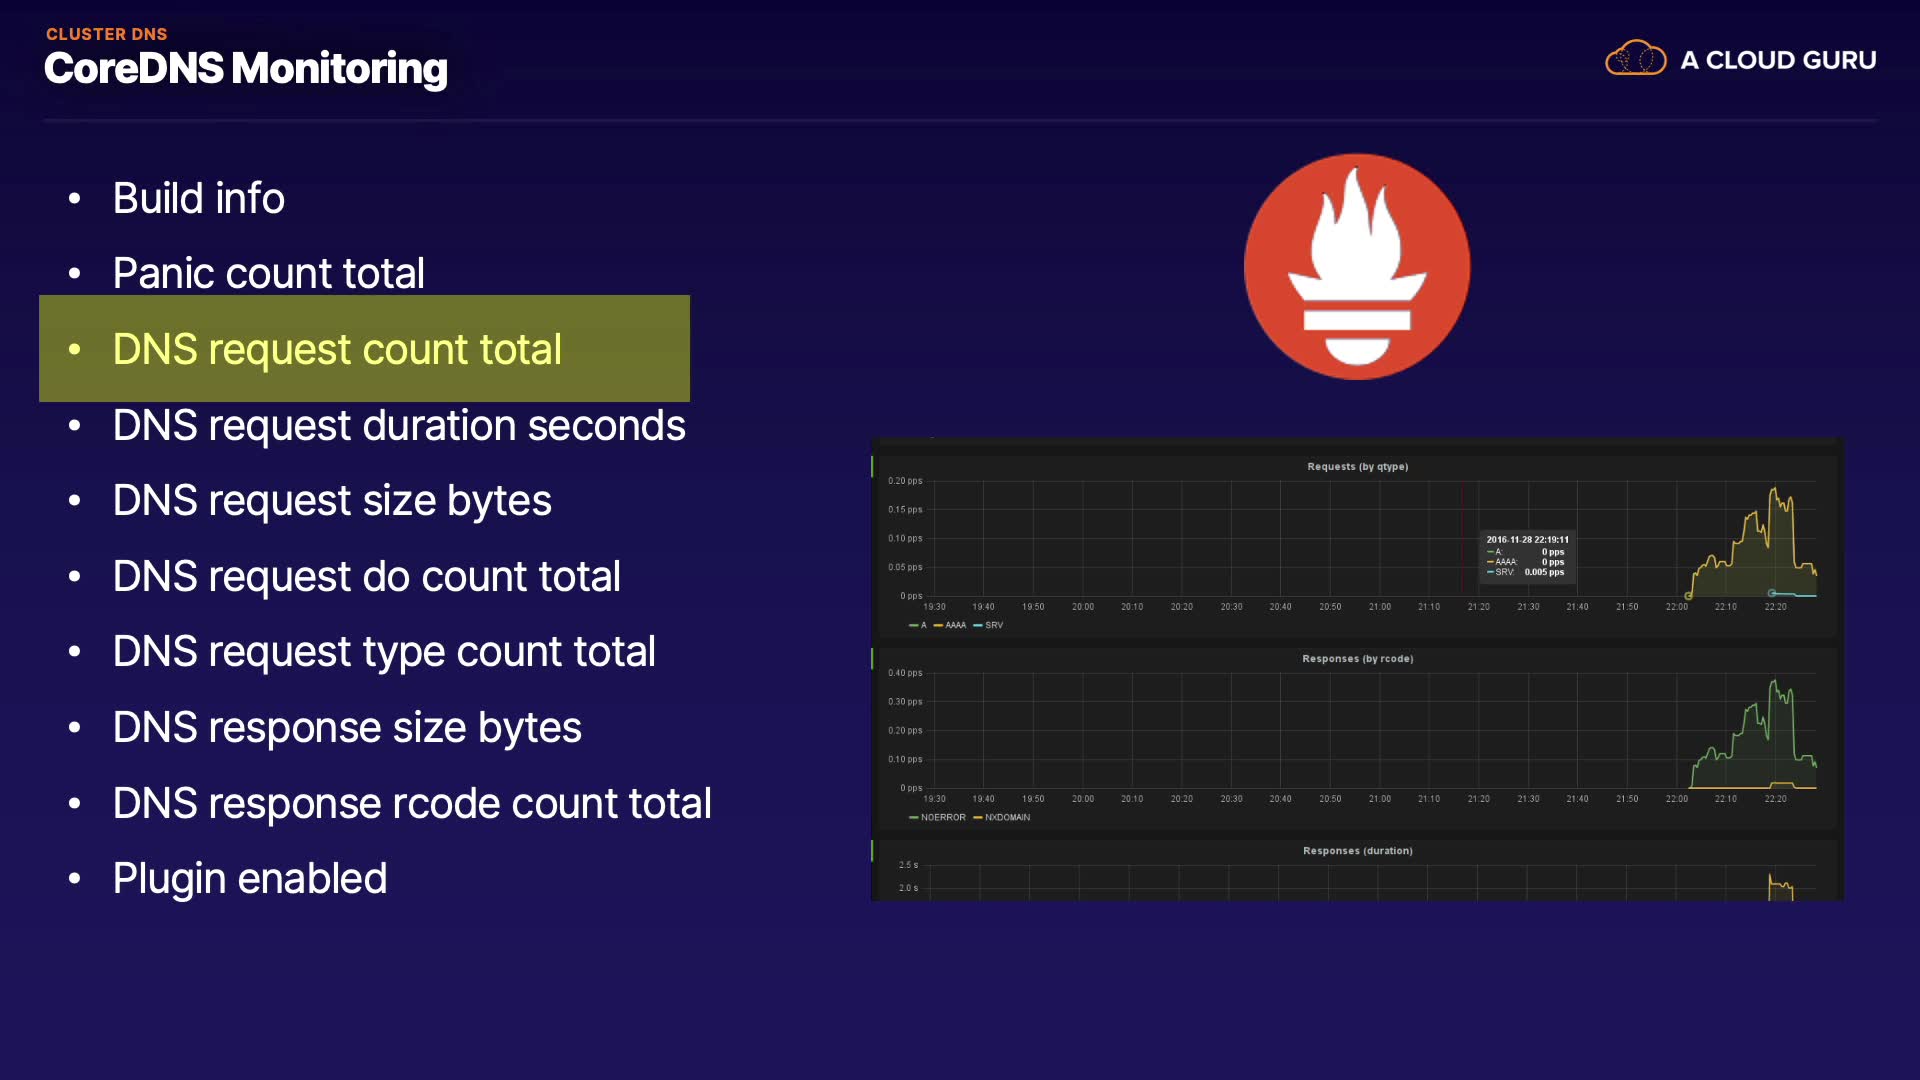 CLUSTER DNS
CoreDNS Monitoring
A CLOUD GURU
• Build info
• Panic count total
• DNS request count total
• DNS request duration seconds
• DNS request size bytes
• DNS request do count total
• DNS request type count total
• DNS response size bytes
• DNS response rcode count total
• Plugin enabled
Requests (by qtype)
0.20 pps
0.15 pps
0.10 pps
0.05 pps
0 pps
2016-11-28 22:19:11
A: 0 pps
AAAA: 0 pps
SRV: 0.005 pps
19:30 19:40 19:50 20:00 20:10 20:20 20:30 20:40 20:50 21:00 21:10 21:20 21:30 21:40 21:50 22:00 22:10 22:20
A AAAA SRV
Responses (by rcode)
0.40 pps
0.30 pps
0.20 pps
0.10 pps
0 pps
19:30 19:40 19:50 20:00 20:10 20:20 20:30 20:40 20:50 21:00 21:10 21:20 21:30 21:40 21:50 22:00 22:10 22:20
NOERROR NXDOMAIN
Responses (duration)
2.5 s
2.0 s